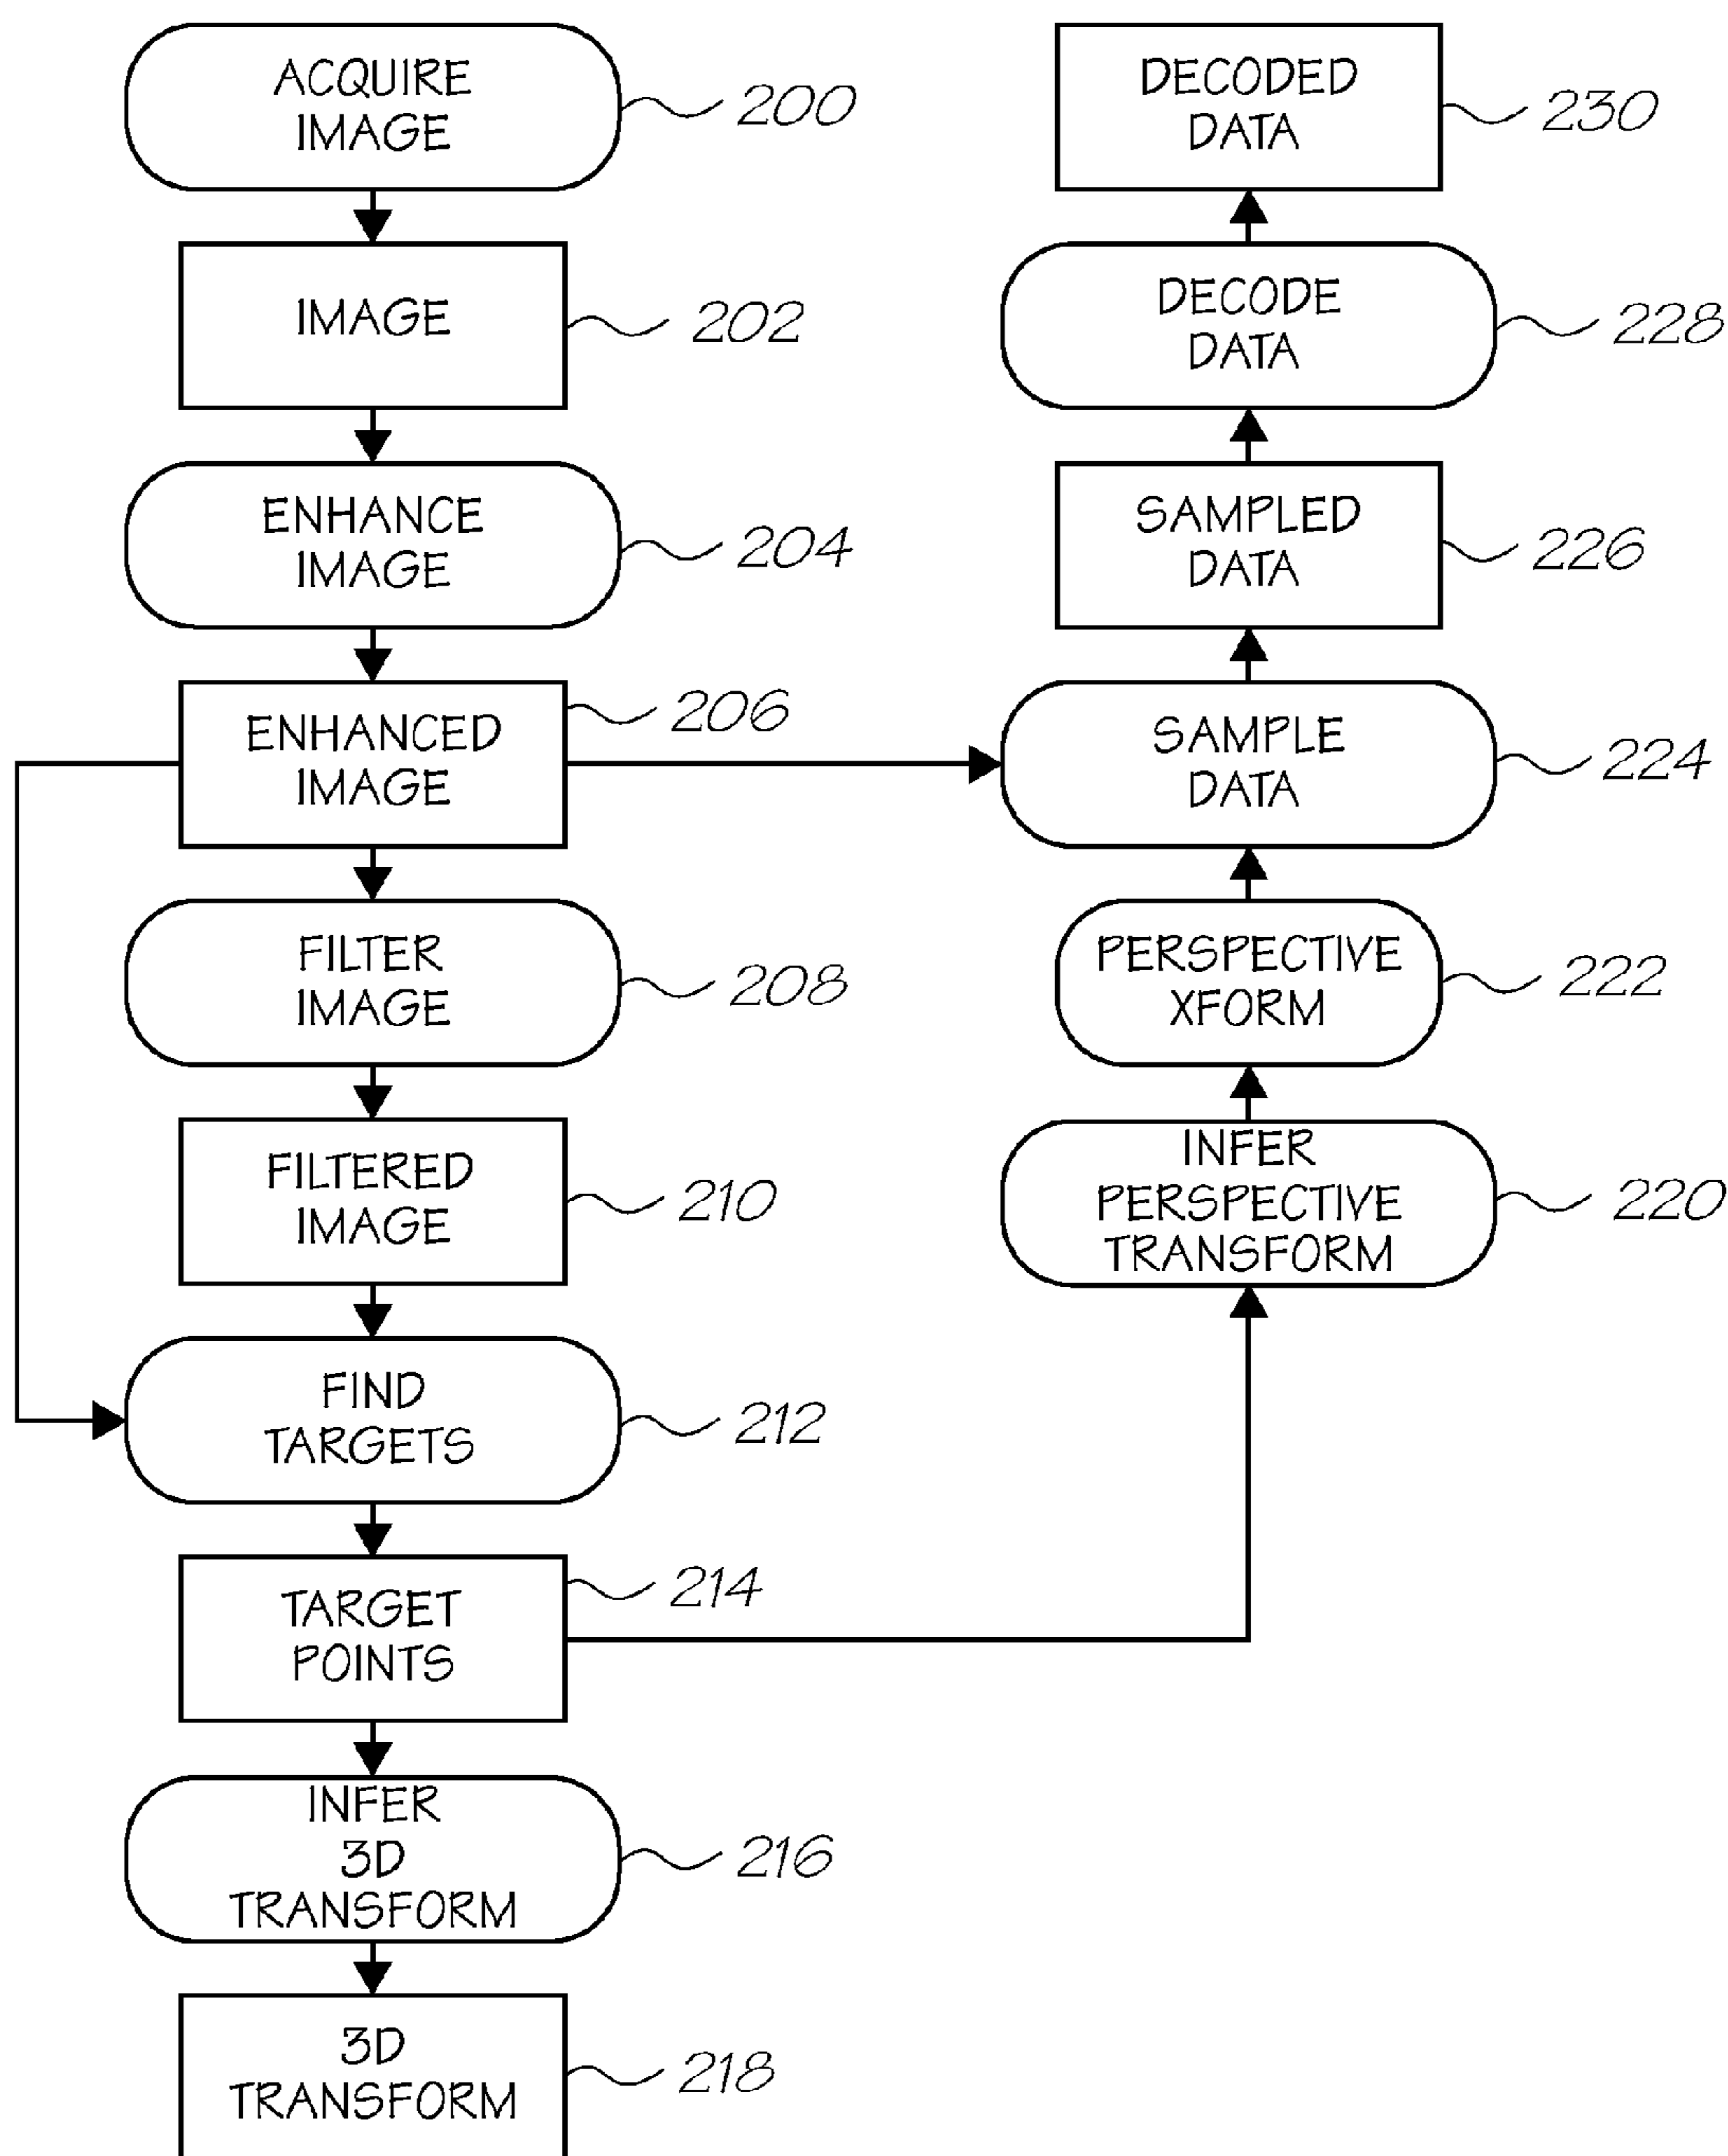 ACQUIRE
IMAGE
200
IMAGE
202
ENHANCE
IMAGE
204
ENHANCED
IMAGE
206
FILTER
IMAGE
208
FILTERED
IMAGE
210
FIND
TARGETS
212
TARGET
POINTS
214
INFER
3D
TRANSFORM
216
3D
TRANSFORM
218
DECODED
DATA
230
DECODE
DATA
228
SAMPLED
DATA
226
SAMPLE
DATA
224
PERSPECTIVE
XFORM
222
INFER
PERSPECTIVE
TRANSFORM
220